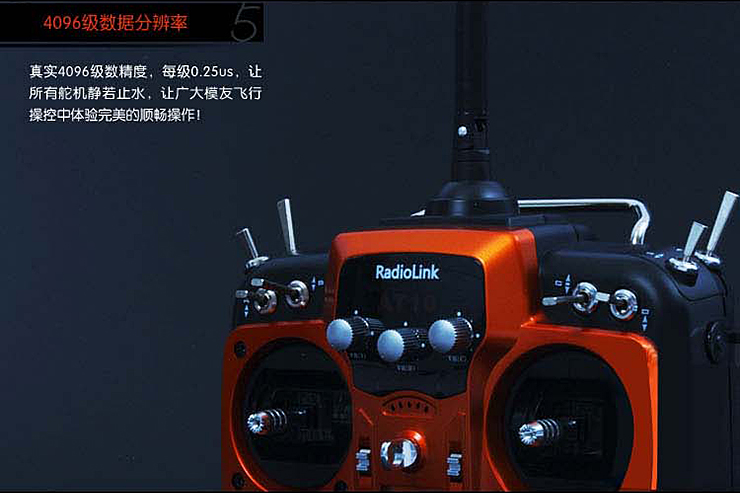 4096级数据分辨率
5
真实4096级数精度，每级0.25us，让
所有舵机静若止水，让广大模友飞行
操控中体验完美的顺畅操作！
RadioLink
AT10